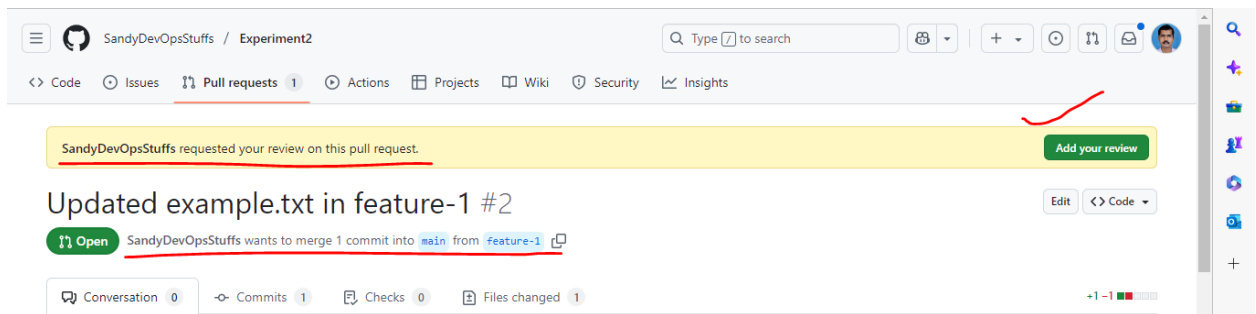 SandyDevOpsStuffs / Experiment2
Type / to search
<> Code Issues Pull requests 1 Actions Projects Wiki Security Insights
SandyDevOpsStuffs requested your review on this pull request.
Add your review
Updated example.txt in feature-1 #2
Edit <> Code
Open SandyDevOpsStuffs wants to merge 1 commit into main from feature-1
Conversation 0 Commits 1 Checks 0 Files changed 1 +1 −1